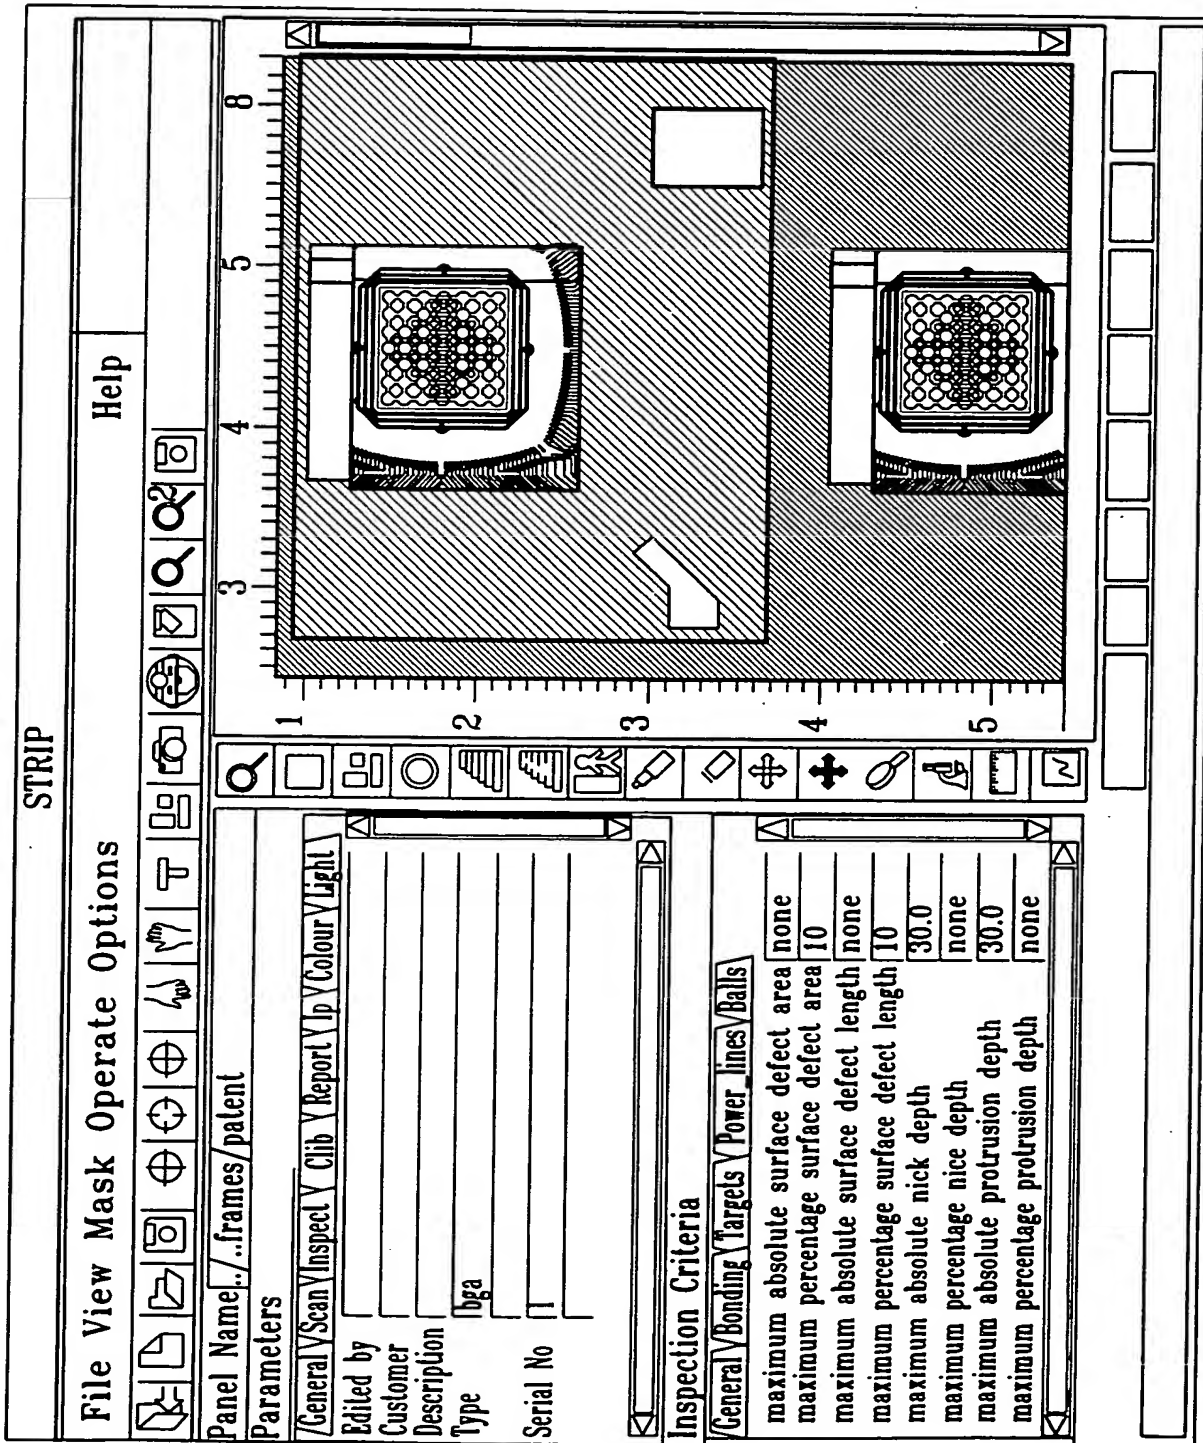 STRIP
File View Mask Operate Options Help
Panel Name ../..frames/patent
Parameters
General Scan Inspect Clib Report Ip Colour Light
Edited by
Customer
Description
Type bga
Serial No 1
Inspection Criteria
General Bonding Targets Power_lines Balls
maximum absolute surface defect area none
maximum percentage surface defect area 10
maximum absolute surface defect length none
maximum percentage surface defect length 10
maximum absolute nick depth 30.0
maximum percentage nice depth none
maximum absolute protrusion depth 30.0
maximum percentage protrusion depth none
2
3 4 5 8
1
2
3
4
5